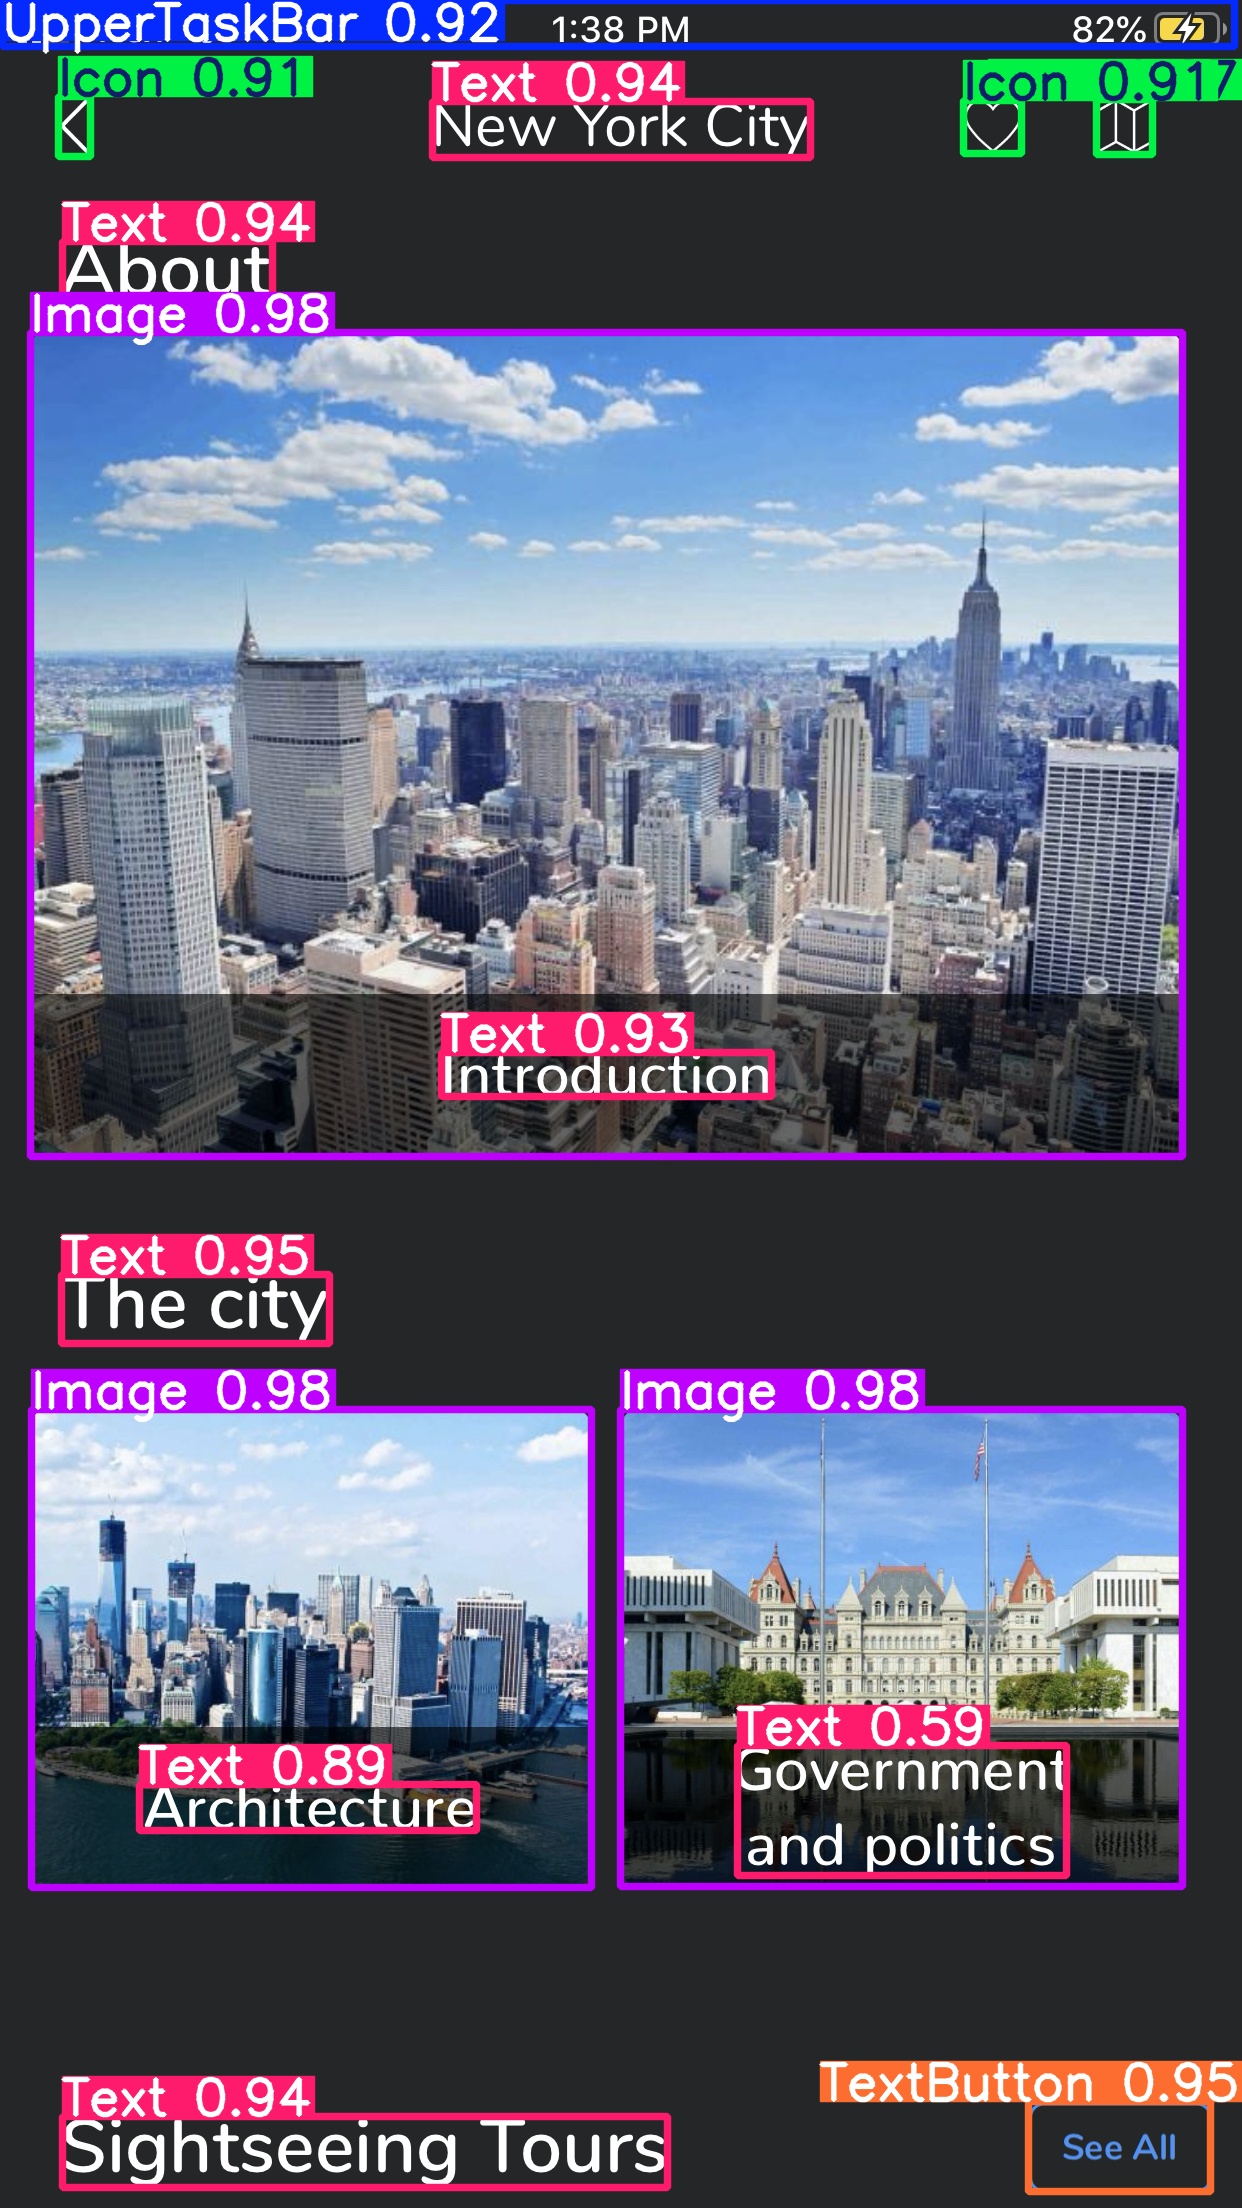 UpperTaskBar 0.92
1:38 PM
82%
Icon 0.91
Text 0.94
Icon 0.917
New York City
Text 0.94
About
Image 0.98
Text 0.93
Introduction
Text 0.95
The city
Image 0.98
Image 0.98
Text 0.89
Architecture
Text 0.59
Government
and politics
Text 0.94
Sightseeing Tours
TextButton 0.95
See All